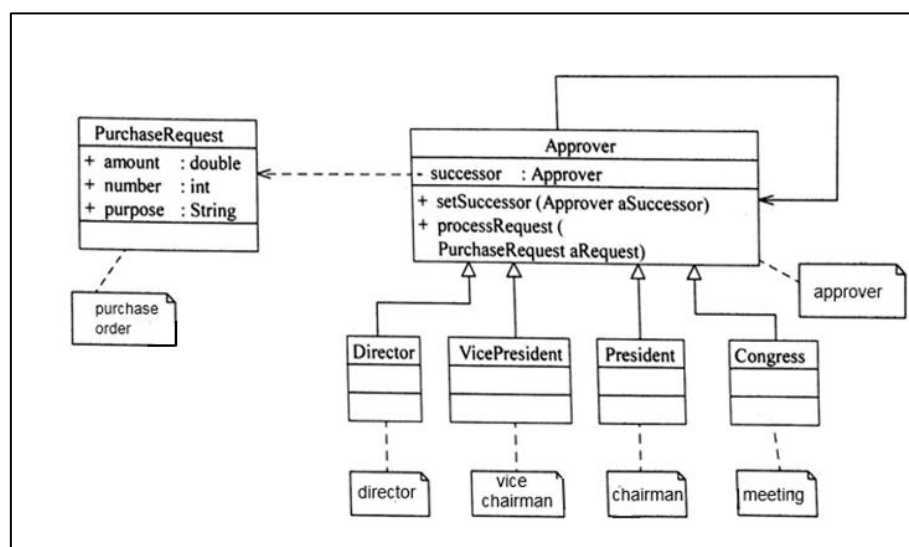 PurchaseRequest
+ amount : double
+ number : int
+ purpose : String
purchase
order
Approver
- successor : Approver
+ setSuccessor (Approver aSuccessor)
+ processRequest (
PurchaseRequest aRequest)
approver
Director
VicePresident
President
Congress
director
vice
chairman
chairman
meeting